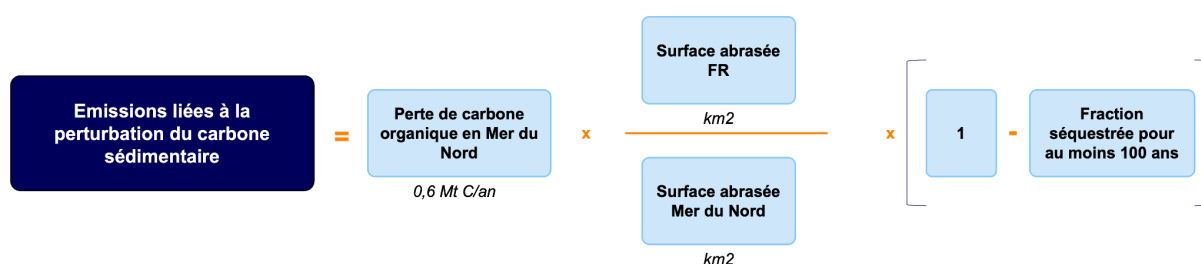 Emissions liées à la
perturbation du carbone
sédimentaire
=
Perte de carbone
organique en Mer du
Nord
0,6 Mt C/an
x
Surface abrasée
FR
km2
Surface abrasée
Mer du Nord
km2
x
1
-
Fraction
séquestrée pour
au moins 100 ans